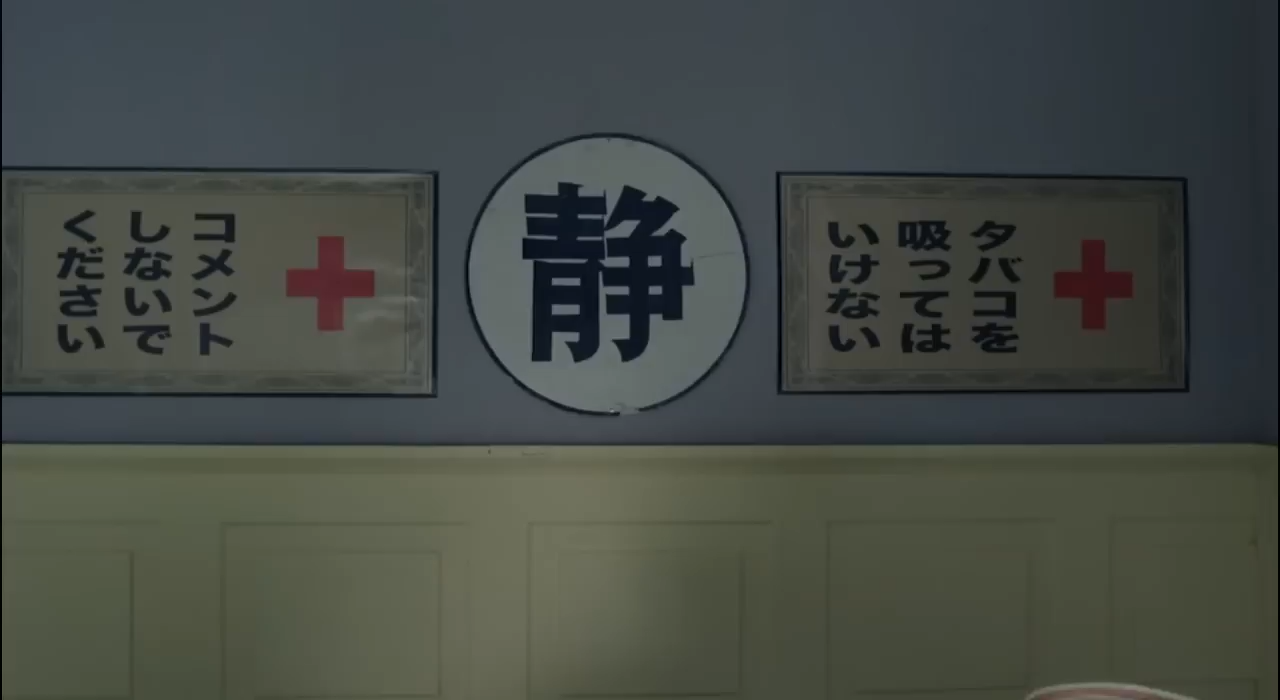 コメント
しないで
ください
静
タバコを
吸っては
いけない